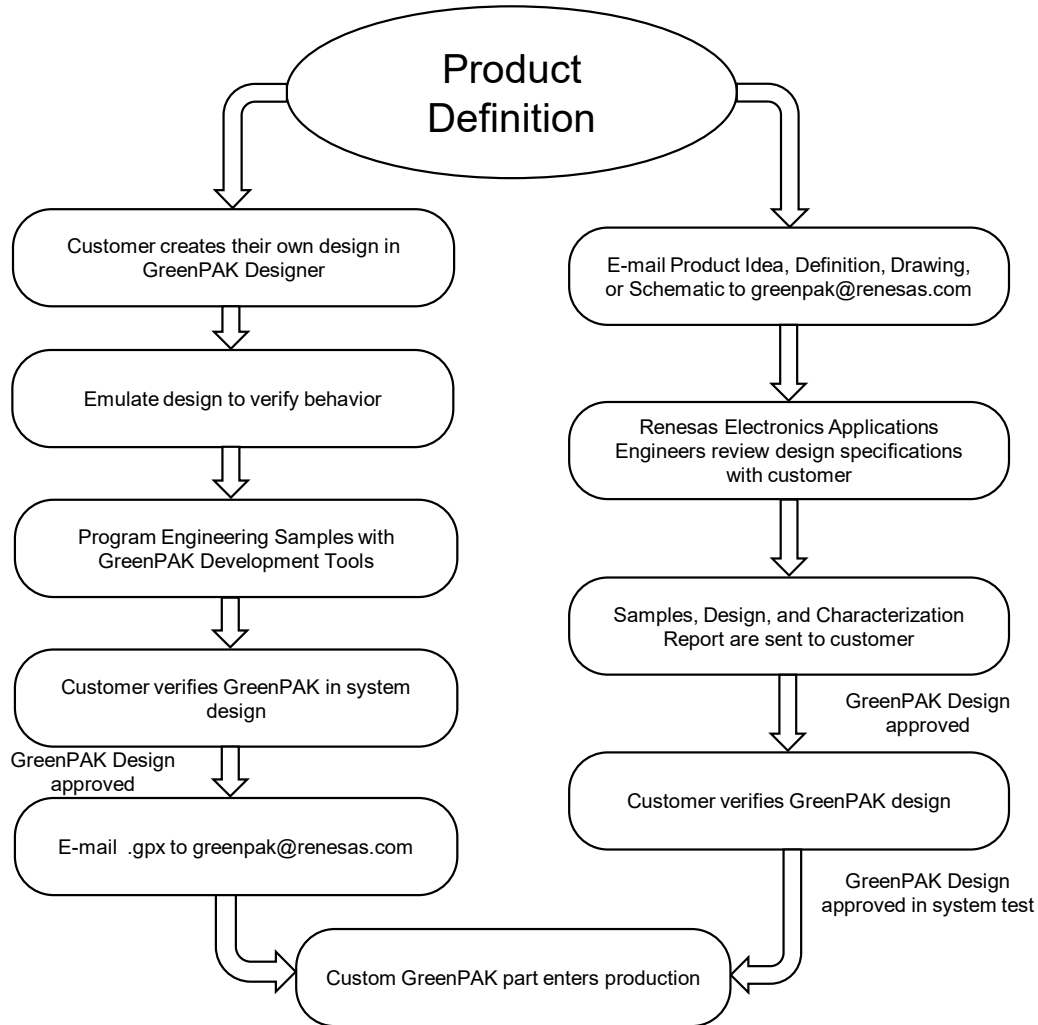 Product
Definition
Customer creates their own design in
GreenPAK Designer
Emulate design to verify behavior
Program Engineering Samples with
GreenPAK Development Tools
Customer verifies GreenPAK in system
design
GreenPAK Design
approved
E-mail .gpx to greenpak@renesas.com
E-mail Product Idea, Definition, Drawing,
or Schematic to greenpak@renesas.com
Renesas Electronics Applications
Engineers review design specifications
with customer
Samples, Design, and Characterization
Report are sent to customer
GreenPAK Design
approved
Customer verifies GreenPAK design
GreenPAK Design
approved in system test
Custom GreenPAK part enters production